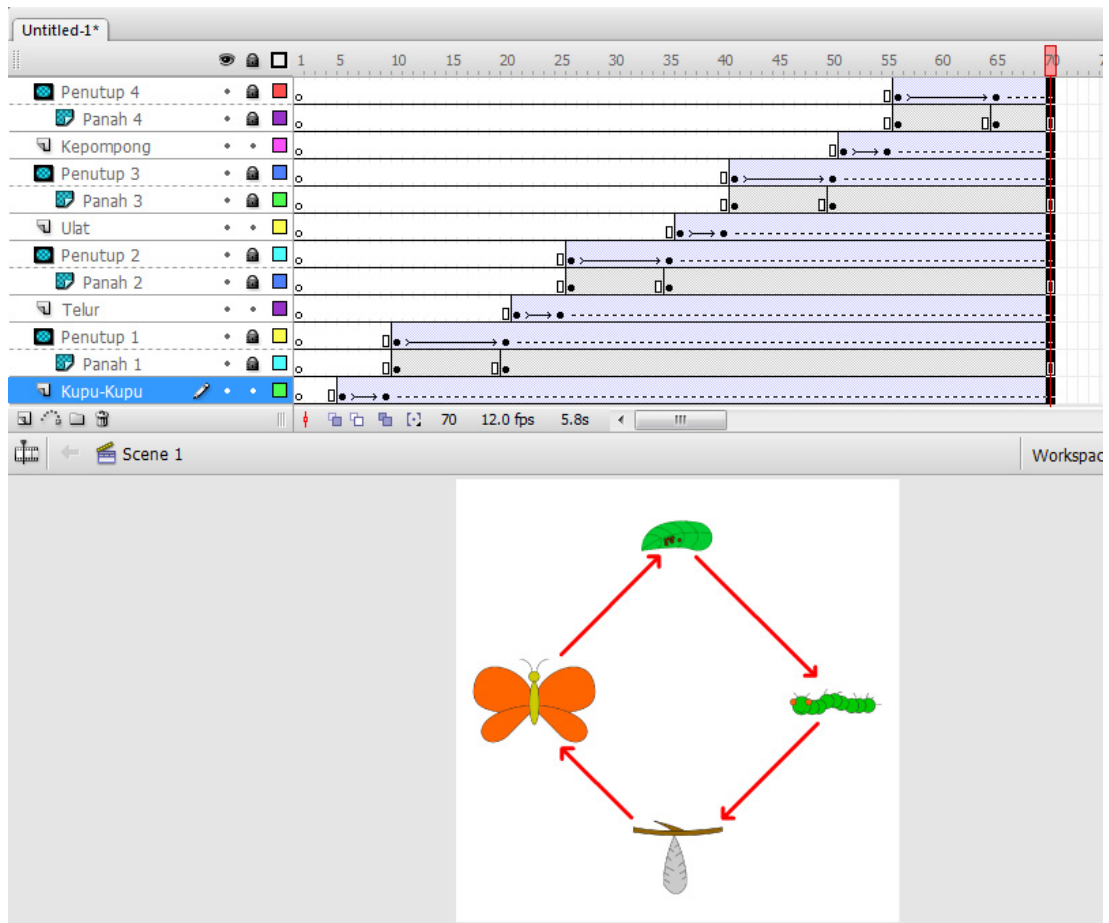 Untitled-1*
1 5 10 15 20 25 30 35 40 45 50 55 60 65 70
Penutup 4
Panah 4
Kepompong
Penutup 3
Panah 3
Ulat
Penutup 2
Panah 2
Telur
Penutup 1
Panah 1
Kupu-Kupu
70 12.0 fps 5.8s
Scene 1 Workspac